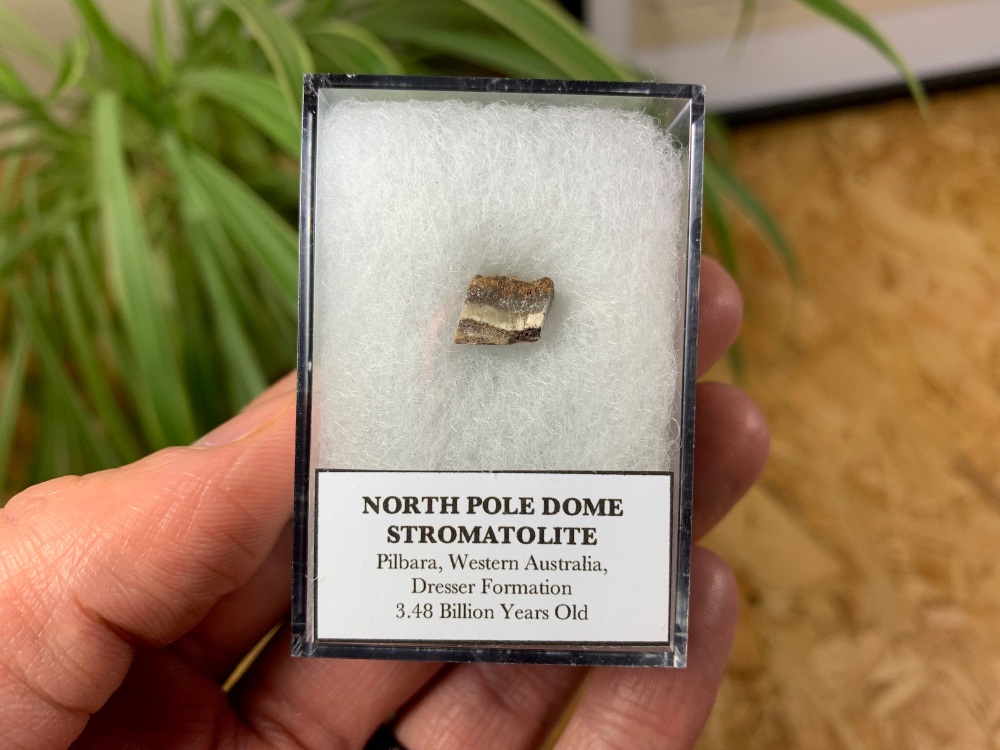 NORTH POLE DOME
STROMATOLITE
Pilbara, Western Australia,
Dresser Formation
3.48 Billion Years Old